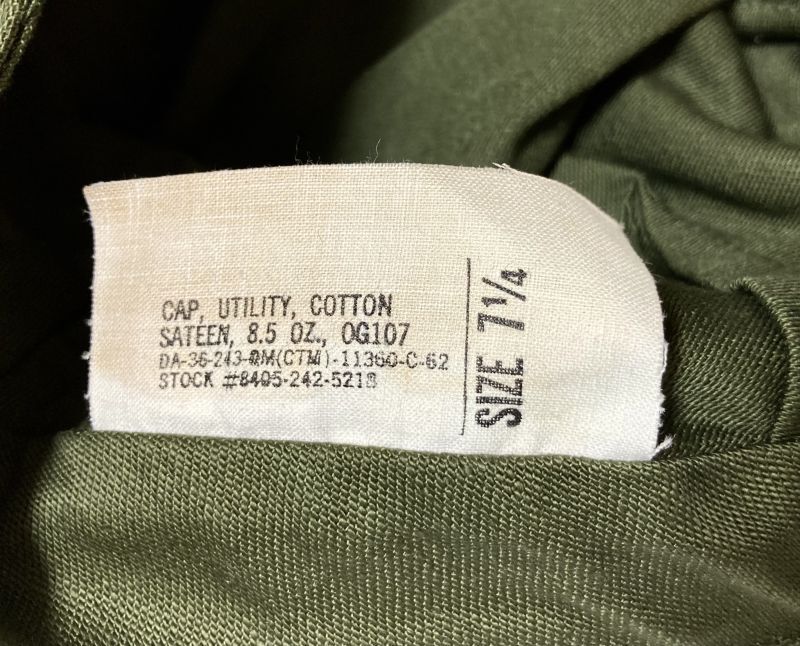 CAP, UTILITY, COTTON
SATEEN, 8.5 OZ., OG107
DA-36-243-QM(CTM)-11360-C-62
STOCK #8405-242-5218
SIZE 7 1/4